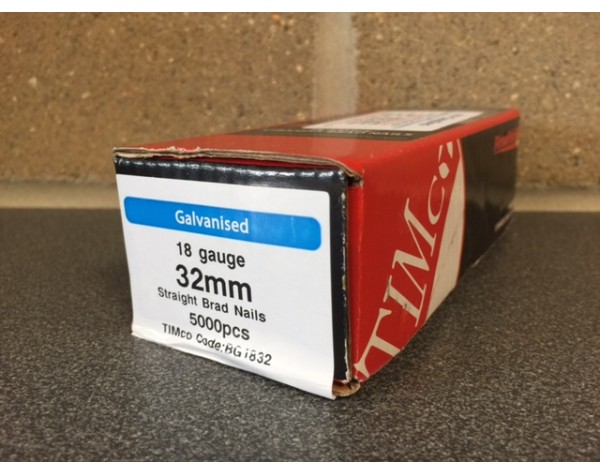 Galvanised
18 gauge
32mm
Straight Brad Nails
5000pcs
TIMco Code:BG1832
TIMco